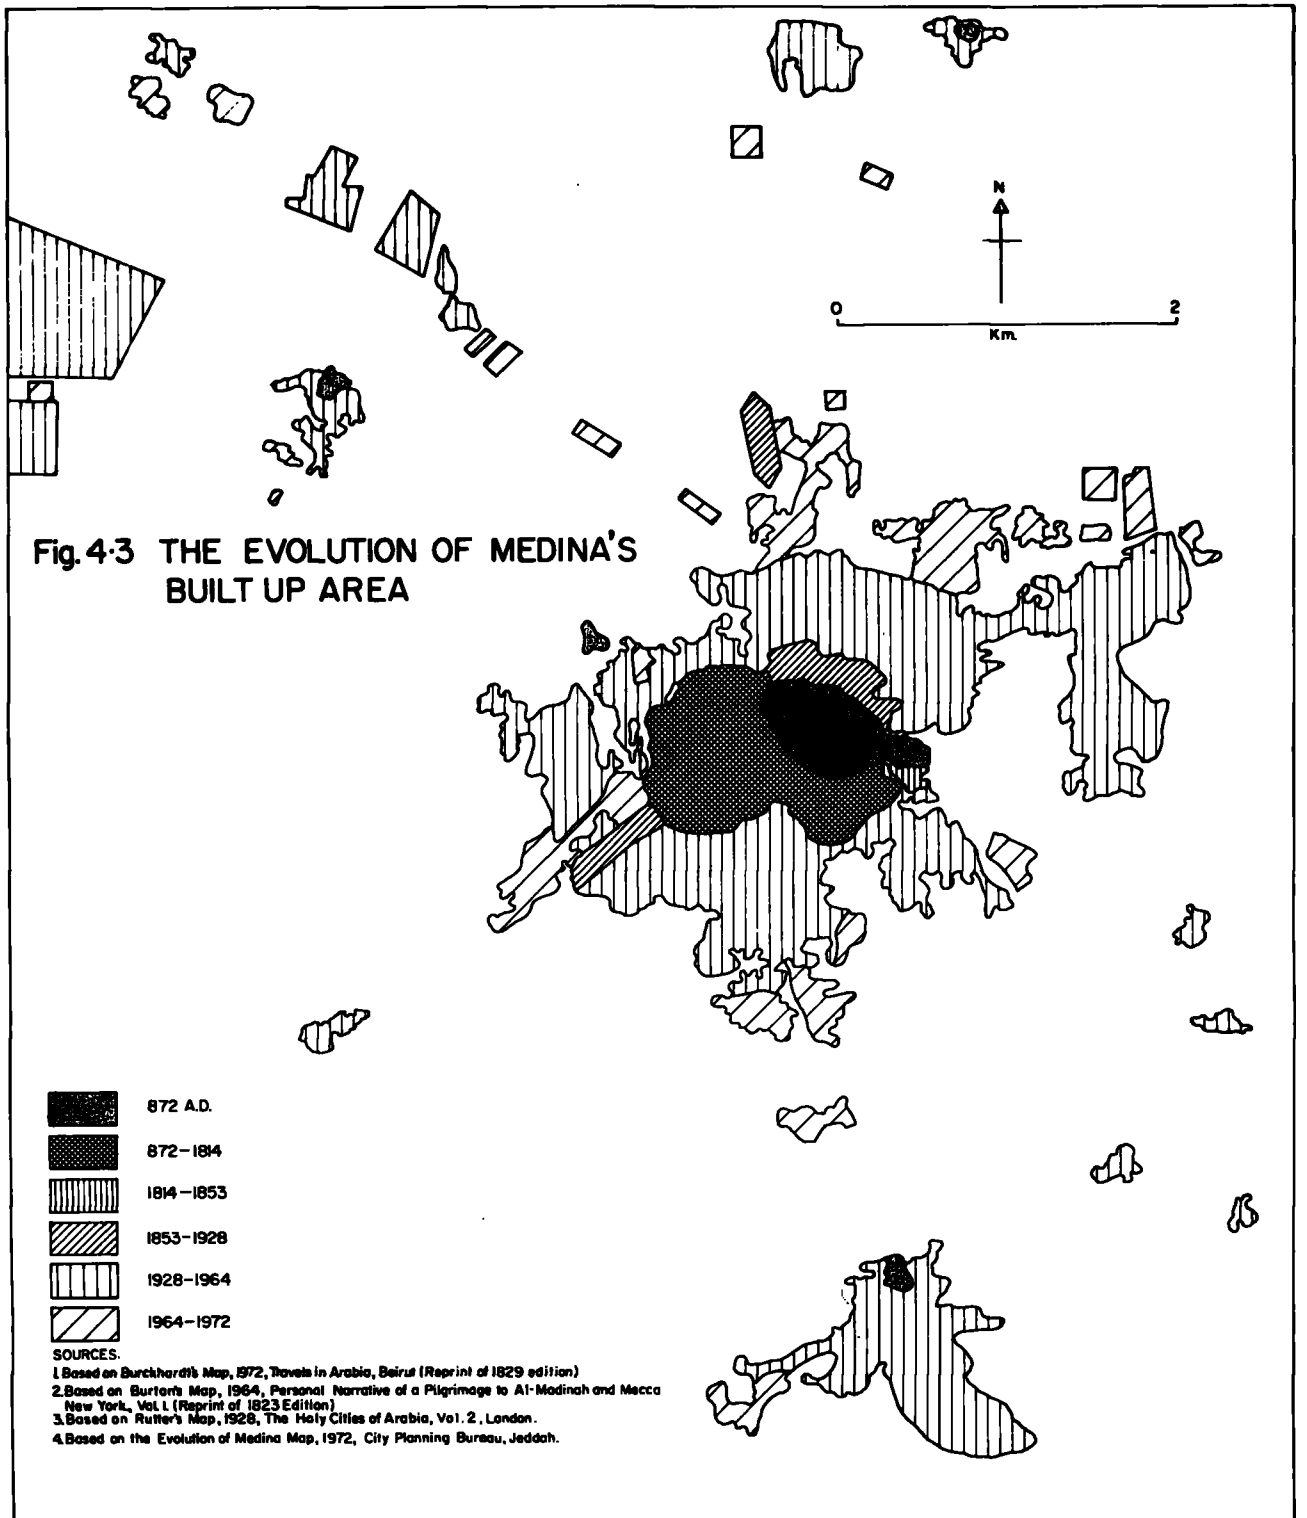 N
0 2
Km.
Fig. 4·3 THE EVOLUTION OF MEDINA'S
BUILT UP AREA
872 A.D.
872–1814
1814–1853
1853–1928
1928–1964
1964–1972
SOURCES.
1. Based on Burckhardt's Map, 1972, Travels in Arabia, Beirut (Reprint of 1829 edition)
2. Based on Burton's Map, 1964, Personal Narrative of a Pilgrimage to Al-Madinah and Mecca
New York, Vol. I. (Reprint of 1823 Edition)
3. Based on Rutter's Map, 1928, The Holy Cities of Arabia, Vol. 2, London.
4. Based on the Evolution of Medina Map, 1972, City Planning Bureau, Jeddah.